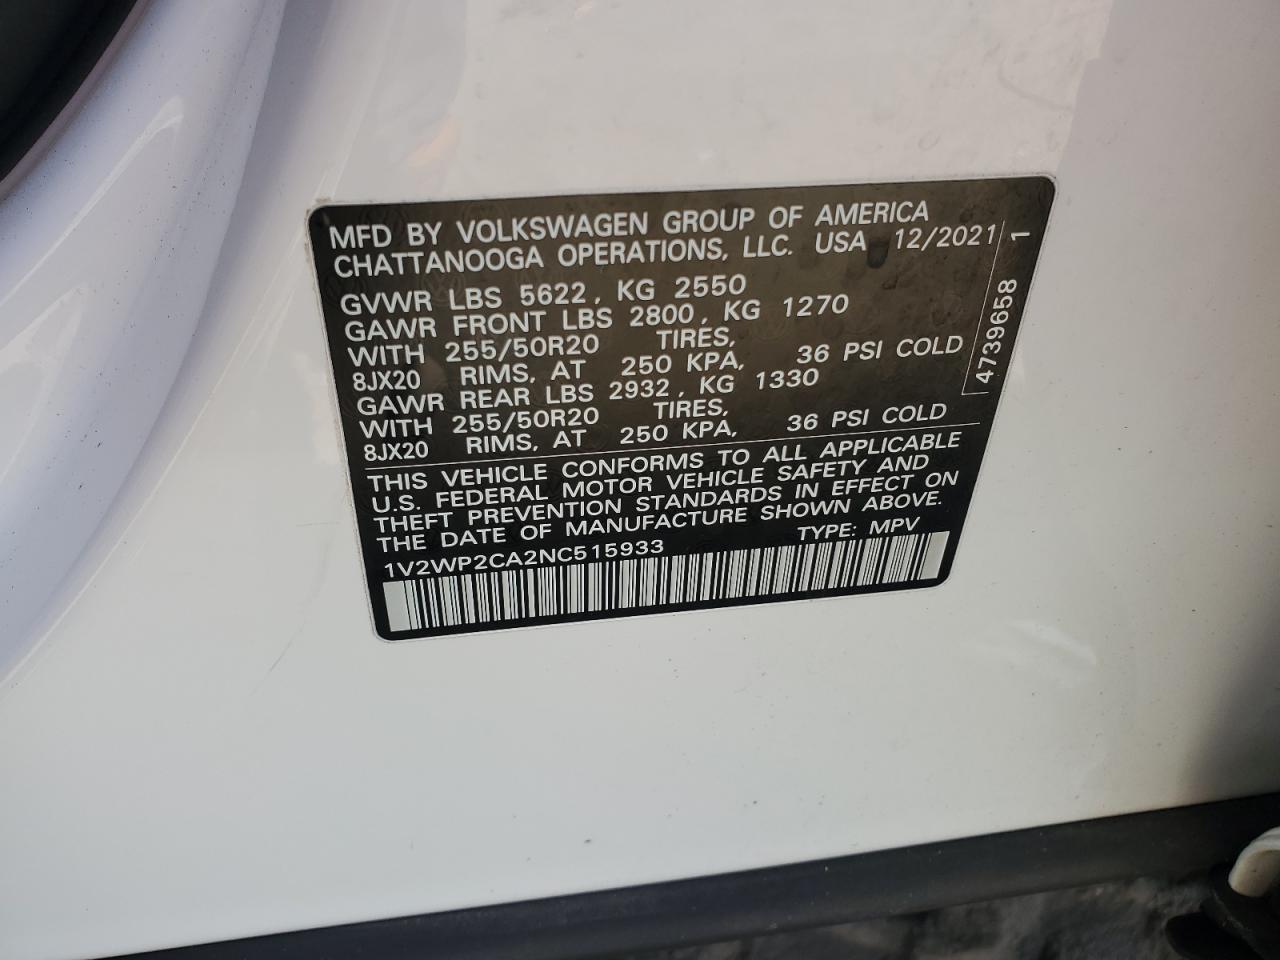 MFD BY VOLKSWAGEN GROUP OF AMERICA
CHATTANOOGA OPERATIONS, LLC. USA 12/2021
GVWR LBS 5622, KG 2550
GAWR FRONT LBS 2800, KG 1270
WITH 255/50R20 TIRES,
8JX20 RIMS, AT 250 KPA, 36 PSI COLD
GAWR REAR LBS 2932, KG 1330
WITH 255/50R20 TIRES,
8JX20 RIMS, AT 250 KPA, 36 PSI COLD
THIS VEHICLE CONFORMS TO ALL APPLICABLE
U.S. FEDERAL MOTOR VEHICLE SAFETY AND
THEFT PREVENTION STANDARDS IN EFFECT ON
THE DATE OF MANUFACTURE SHOWN ABOVE.
1V2WP2CA2NC515933 TYPE: MPV
4739658 1